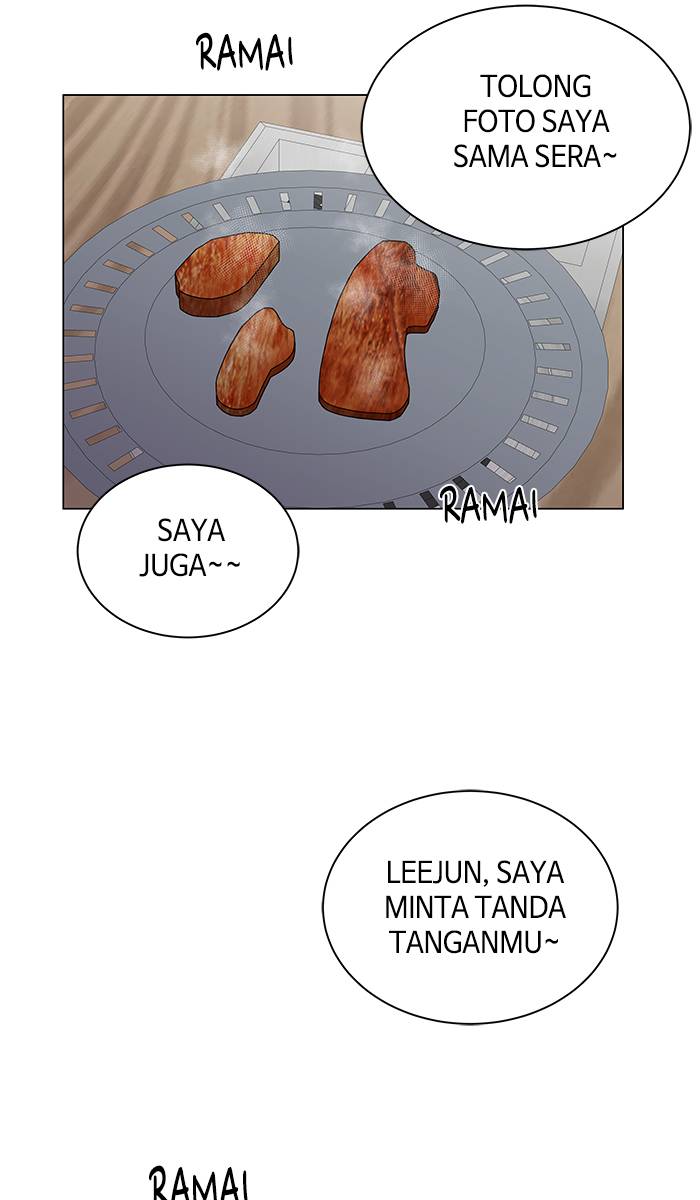 RAMAI
TOLONG
FOTO SAYA
SAMA SERA~
RAMAI
SAYA
JUGA~~
LEEJUN, SAYA
MINTA TANDA
TANGANMU~
RAMAI